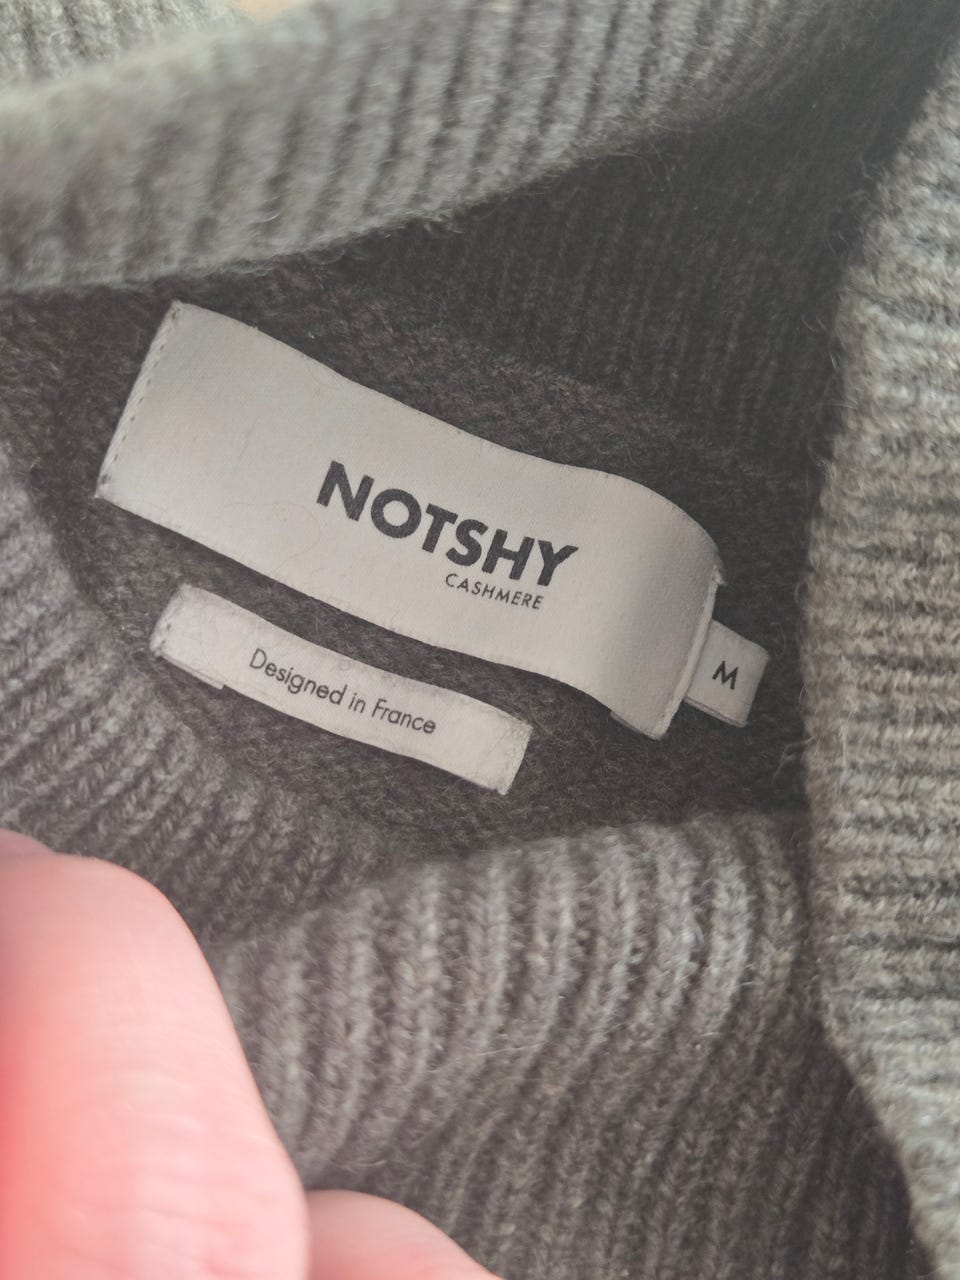 NOTSHY
CASHMERE
M
Designed in France